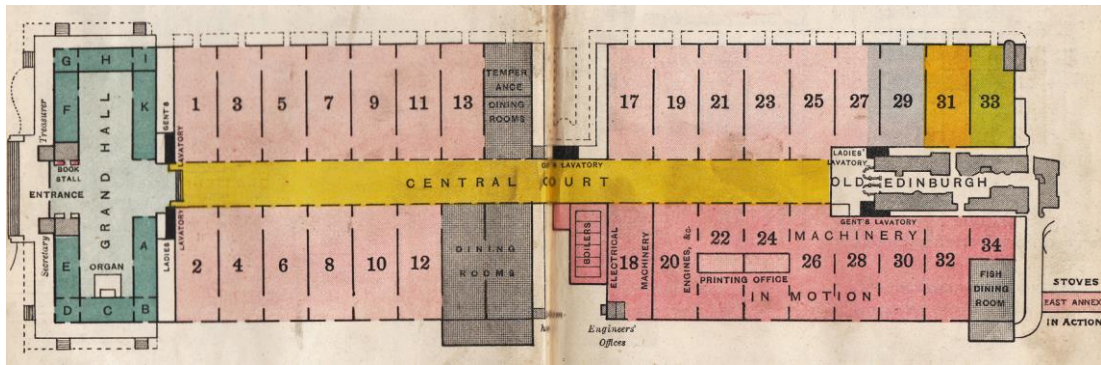 G H I
F
K
Treasurer
GRAND HALL
BOOK
STALL
ENTRANCE
Secretary
ORGAN
A
E
D C B
GENT'S
LAVATORY
LADIES'
LAVATORY
1 3 5 7 9 11 13
TEMPER
ANCE
DINING
ROOMS
17 19 21 23 25 27 29 31 33
GENT'S LAVATORY
CENTRAL COURT
LADIES'
LAVATORY
OLD EDINBURGH
GENT'S LAVATORY
2 4 6 8 10 12
DINING
ROOMS
BOILERS
ELECTRICAL
MACHINERY
18 20
ENGINES, &c.
22 24
MACHINERY
PRINTING OFFICE
26 28 30 32
IN MOTION
34
FISH
DINING
ROOM
Engineers'
Offices
STOVES
EAST ANNEX
IN ACTION